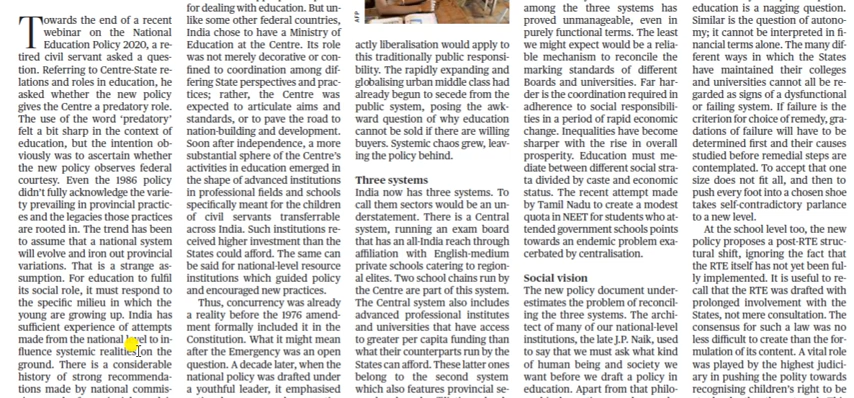 Towards the end of a recent
webinar on the National
Education Policy 2020, a re-
tired civil servant asked a ques-
tion. Referring to Centre-State re-
lations and roles in education, he
asked whether the new policy
gives the Centre a predatory role.
The use of the word ‘predatory’
felt a bit sharp in the context of
education, but the intention ob-
viously was to ascertain whether
the new policy observes federal
courtesy. Even the 1986 policy
didn’t fully acknowledge the varie-
ty prevailing in provincial practic-
es and the legacies those practices
are rooted in. The trend has been
to assume that a national system
will evolve and iron out provincial
variations. That is a strange as-
sumption. For education to fulfil
its social role, it must respond to
the specific milieu in which the
young are growing up. India has
sufficient experience of attempts
made from the national level to in-
fluence systemic realities on the
ground. There is a considerable
history of strong recommenda-
tions made by national commis-
for dealing with education. But un-
like some other federal countries,
India chose to have a Ministry of
Education at the Centre. Its role
was not merely decorative or con-
fined to coordination among dif-
fering State perspectives and prac-
tices; rather, the Centre was
expected to articulate aims and
standards, or to pave the road to
nation-building and development.
Soon after independence, a more
substantial sphere of the Centre’s
activities in education emerged in
the shape of advanced institutions
in professional fields and schools
specifically meant for the children
of civil servants transferrable
across India. Such institutions re-
ceived higher investment than the
States could afford. The same can
be said for national-level resource
institutions which guided policy
and encouraged new practices.
Thus, concurrency was already
a reality before the 1976 amend-
ment formally included it in the
Constitution. What it might mean
after the Emergency was an open
question. A decade later, when the
national policy was drafted under
a youthful leader, it emphasised
AFP
actly liberalisation would apply to
this traditionally public responsi-
bility. The rapidly expanding and
globalising urban middle class had
already begun to secede from the
public system, posing the awk-
ward question of why education
cannot be sold if there are willing
buyers. Systemic chaos grew, leav-
ing the policy behind.
Three systems
India now has three systems. To
call them sectors would be an un-
derstatement. There is a Central
system, running an exam board
that has an all-India reach through
affiliation with English-medium
private schools catering to region-
al elites. Two school chains run by
the Centre are part of this system.
The Central system also includes
advanced professional institutes
and universities that have access
to greater per capita funding than
what their counterparts run by the
States can afford. These latter ones
belong to the second system
which also features provincial se-
among the three systems has
proved unmanageable, even in
purely functional terms. The least
we might expect would be a relia-
ble mechanism to reconcile the
marking standards of different
Boards and universities. Far har-
der is the coordination required in
adherence to social responsibili-
ties in a period of rapid economic
change. Inequalities have become
sharper with the rise in overall
prosperity. Education must me-
diate between different social stra-
ta divided by caste and economic
status. The recent attempt made
by Tamil Nadu to create a modest
quota in NEET for students who at-
tended government schools points
towards an endemic problem exa-
cerbated by centralisation.
Social vision
The new policy document under-
estimates the problem of reconcil-
ing the three systems. The archi-
tect of many of our national-level
institutions, the late J.P. Naik, used
to say that we must ask what kind
of human being and society we
want before we draft a policy in
education. Apart from that philo-
education is a nagging question.
Similar is the question of autono-
my; it cannot be interpreted in fi-
nancial terms alone. The many dif-
ferent ways in which the States
have maintained their colleges
and universities cannot all be re-
garded as signs of a dysfunctional
or failing system. If failure is the
criterion for choice of remedy, gra-
dations of failure will have to be
determined first and their causes
studied before remedial steps are
contemplated. To accept that one
size does not fit all, and then to
push every foot into a chosen shoe
takes self-contradictory parlance
to a new level.
At the school level too, the new
policy proposes a post-RTE struc-
tural shift, ignoring the fact that
the RTE itself has not yet been ful-
ly implemented. It is useful to re-
call that the RTE was drafted with
prolonged involvement with the
States, not mere consultation. The
consensus for such a law was no
less difficult to create than the for-
mulation of its content. A vital role
was played by the highest judici-
ary in pushing the polity towards
recognising children’s right to be